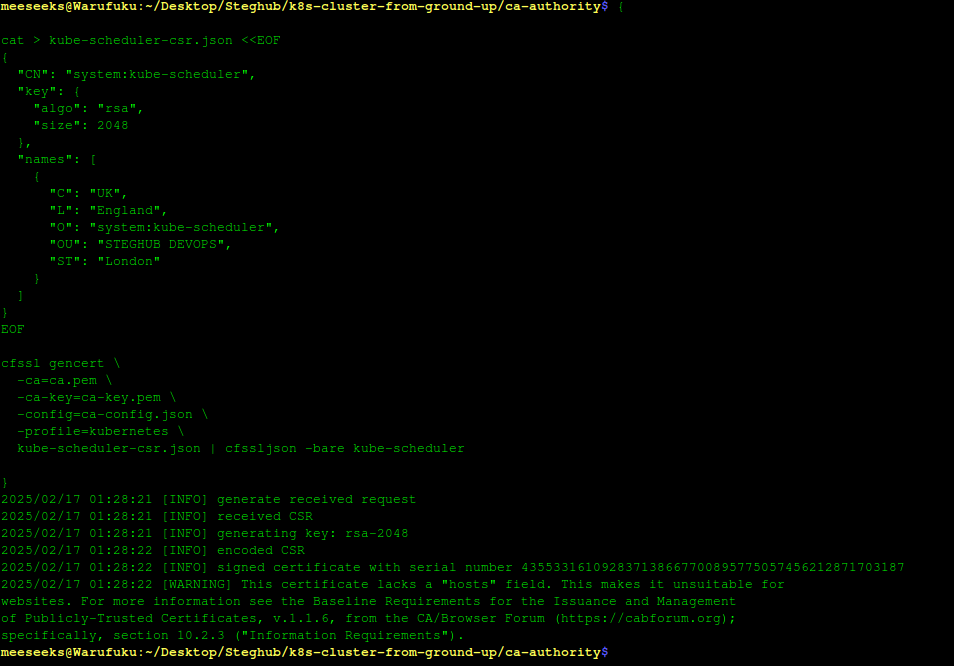 meeseeks@Warufuku:~/Desktop/Steghub/k8s-cluster-from-ground-up/ca-authority$ {
cat > kube-scheduler-csr.json <<EOF
{
  "CN": "system:kube-scheduler",
  "key": {
    "algo": "rsa",
    "size": 2048
  },
  "names": [
    {
      "C": "UK",
      "L": "England",
      "O": "system:kube-scheduler",
      "OU": "STEGHUB DEVOPS",
      "ST": "London"
    }
  ]
}
EOF
cfssl gencert \
  -ca=ca.pem \
  -ca-key=ca-key.pem \
  -config=ca-config.json \
  -profile=kubernetes \
  kube-scheduler-csr.json | cfssljson -bare kube-scheduler
}
2025/02/17 01:28:21 [INFO] generate received request
2025/02/17 01:28:21 [INFO] received CSR
2025/02/17 01:28:21 [INFO] generating key: rsa-2048
2025/02/17 01:28:22 [INFO] encoded CSR
2025/02/17 01:28:22 [INFO] signed certificate with serial number 435533161092837138667700895775057456212871703187
2025/02/17 01:28:22 [WARNING] This certificate lacks a "hosts" field. This makes it unsuitable for
websites. For more information see the Baseline Requirements for the Issuance and Management
of Publicly-Trusted Certificates, v.1.1.6, from the CA/Browser Forum (https://cabforum.org);
specifically, section 10.2.3 ("Information Requirements").
meeseeks@Warufuku:~/Desktop/Steghub/k8s-cluster-from-ground-up/ca-authority$